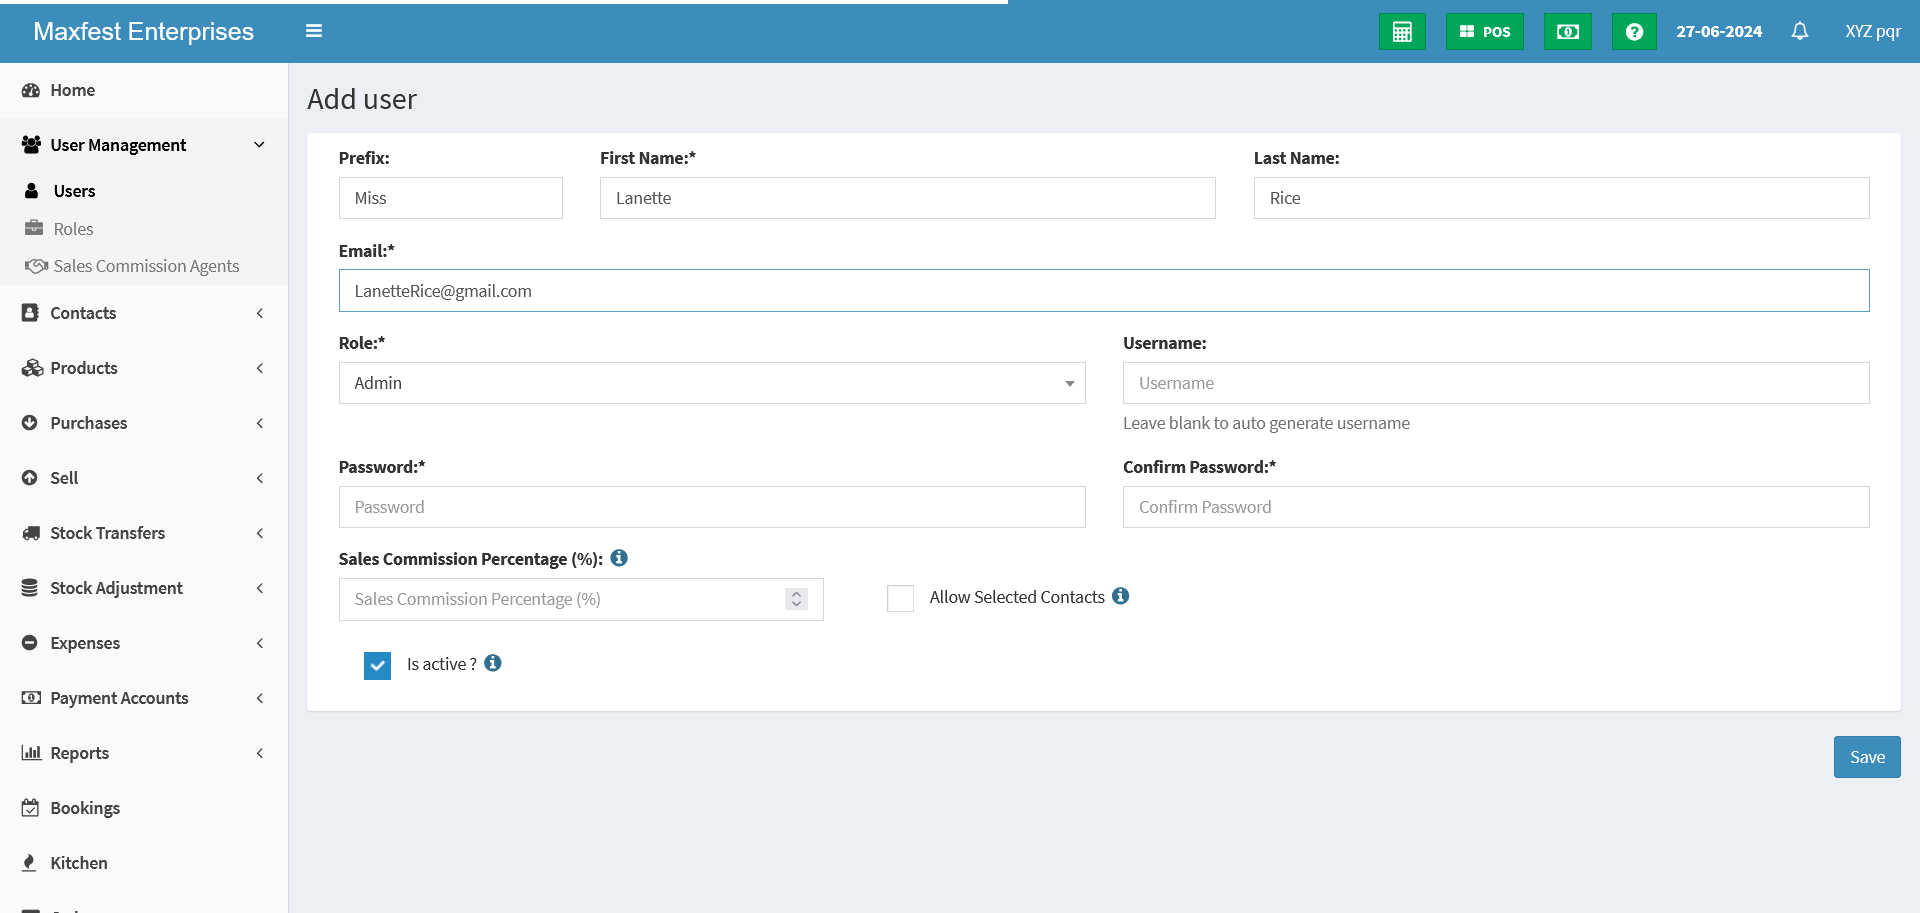 Maxfest Enterprises
POS
27-06-2024
XYZ pqr
Home
User Management
Users
Roles
Sales Commission Agents
Contacts
Products
Purchases
Sell
Stock Transfers
Stock Adjustment
Expenses
Payment Accounts
Reports
Bookings
Kitchen
Add user
Prefix:
First Name:*
Last Name:
Miss
Lanette
Rice
Email:*
LanetteRice@gmail.com
Role:*
Username:
Admin
Username
Leave blank to auto generate username
Password:*
Confirm Password:*
Password
Confirm Password
Sales Commission Percentage (%):
Sales Commission Percentage (%)
Allow Selected Contacts
Is active ?
Save